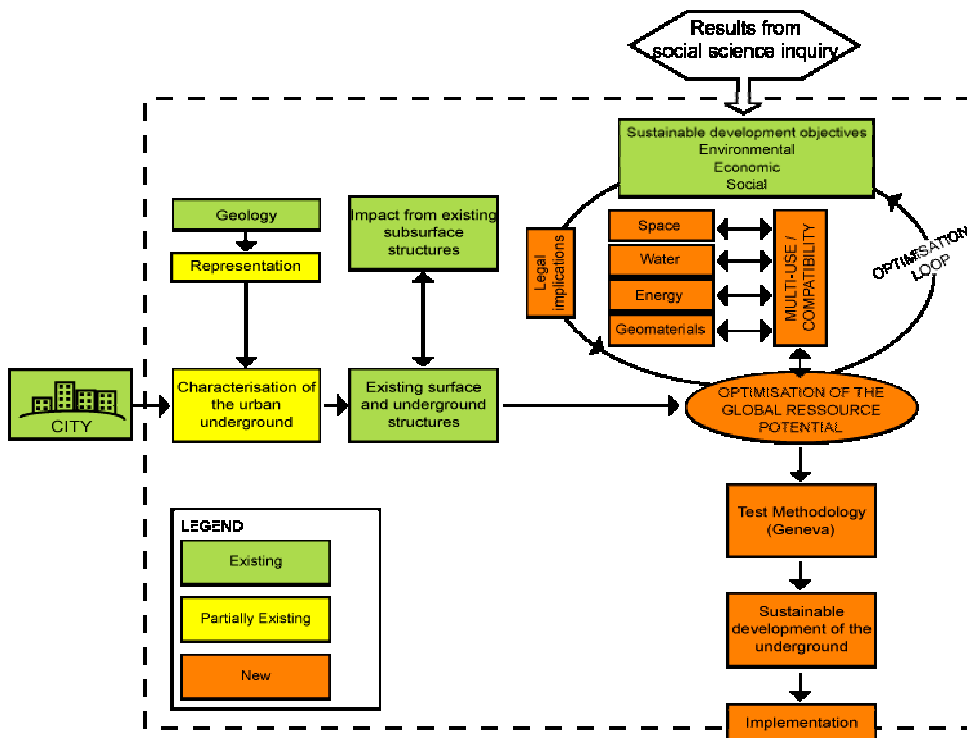 Results from
social science inquiry
Sustainable development objectives
Environmental
Economic
Social
Geology
Representation
Impact from existing
subsurface
structures
Legal
implications
Space
Water
Energy
Geomaterials
MULTI-USE /
COMPATIBILITY
OPTIMISATION
LOOP
CITY
Characterisation of
the urban
underground
Existing surface
and underground
structures
OPTIMISATION OF THE
GLOBAL RESSOURCE
POTENTIAL
Test Methodology
(Geneva)
Sustainable
development of the
underground
Implementation
LEGEND
Existing
Partially Existing
New